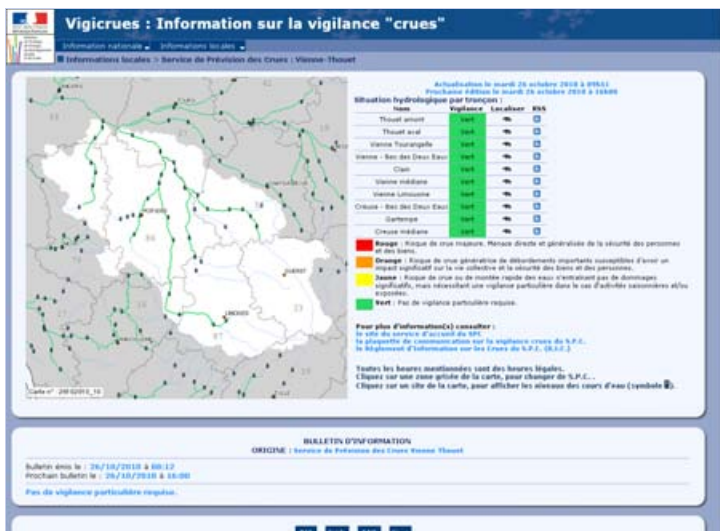 Vigicrues : Information sur la vigilance "crues"
Information nationale Informations locales
Informations locales > Service de Prévision des Crues : Vienne-Thouet
Actualisation le mardi 26 octobre 2010 à
Prochaine édition le mardi 26 octobre 2010 à 16h00
Situation hydrologique par tronçon :
Nom Vigilance Localiser RSS
Thouet amont Vert
Thouet aval Vert
Vienne Tourangelle Vert
Vienne - Bec des Deux Eaux Vert
Clain Vert
Vienne médiane Vert
Vienne Limousine Vert
Creuse - Bec des Deux Eaux Vert
Gartempe Vert
Creuse médiane Vert
Rouge : Risque de crue majeure. Menace directe et généralisée de la sécurité des personnes
et des biens.
Orange : Risque de crue génératrice de débordements importants susceptibles d'avoir un
impact significatif sur la vie collective et la sécurité des biens et des personnes.
Jaune : Risque de crue ou de montée rapide des eaux n'entraînant pas de dommages
significatifs, mais nécessitant une vigilance particulière dans le cas d'activités saisonnières et/ou
exposées.
Vert : Pas de vigilance particulière requise.
POITIERS
GUERET
LIMOGES
Pour plus d'information(s) consulter :
le site du service d'accueil du SPC
la plaquette de communication sur la vigilance crues du S.P.C.
le Règlement d'Information sur les Crues du S.P.C. (R.I.C.)
Toutes les heures mentionnées sont des heures légales.
Cliquez sur une zone grisée de la carte, pour changer de S.P.C. .
Cliquez sur un site de la carte, pour afficher les niveaux des cours d'eau (symbole ).
Carte n°
BULLETIN D'INFORMATION
ORIGINE : Service de Prévision des Crues Vienne Thouet
Bulletin émis le : 26/10/2010 à
Prochain bulletin le : 26/10/2010 à 16:00
Pas de vigilance particulière requise.